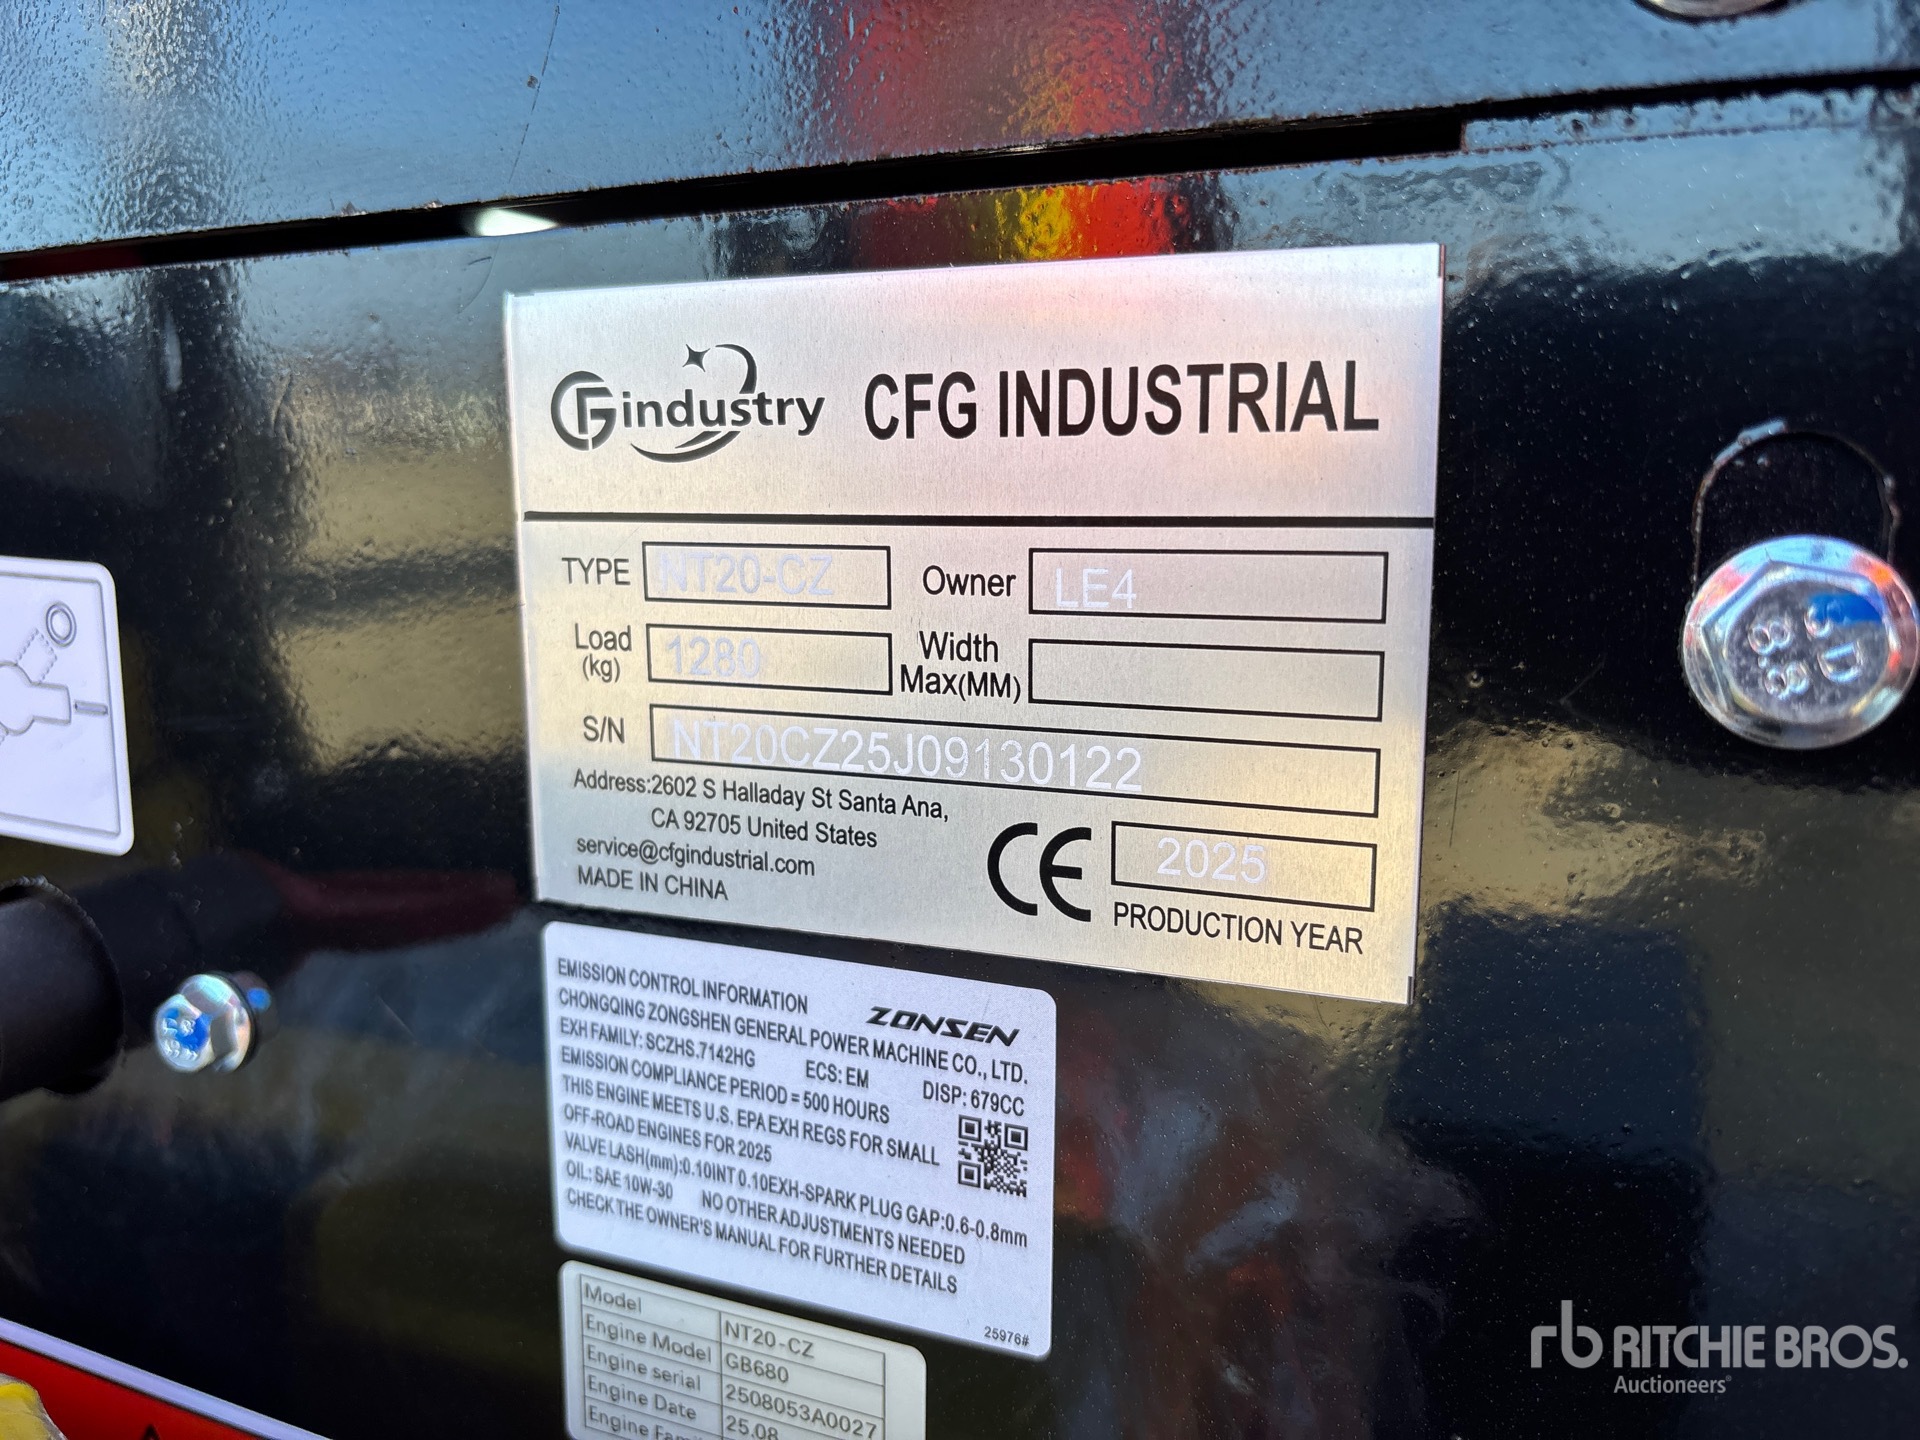 CFG industry CFG INDUSTRIAL
TYPE NT20-CZ Owner LE4
Load (kg) 1280 Width Max(MM)
S/N NT20CZ25J09130122
Address:2602 S Halladay St Santa Ana,
CA 92705 United States
service@cfgindustrial.com
MADE IN CHINA
CE 2025
PRODUCTION YEAR
EMISSION CONTROL INFORMATION ZONSEN
CHONGQING ZONGSHEN GENERAL POWER MACHINE CO., LTD.
EXH FAMILY: SCZHS.7142HG ECS: EM DISP: 679CC
EMISSION COMPLIANCE PERIOD = 500 HOURS
THIS ENGINE MEETS U.S. EPA EXH REGS FOR SMALL
OFF-ROAD ENGINES FOR 2025
VALVE LASH(mm):0.10INT 0.10EXH-SPARK PLUG GAP:0.6-0.8mm
OIL: SAE 10W-30 NO OTHER ADJUSTMENTS NEEDED
CHECK THE OWNER'S MANUAL FOR FURTHER DETAILS
25976#
Model NT20-CZ
Engine Model GB680
Engine serial 2508053A0027
Engine Date 25.08
Engine
8.8
rb RITCHIE BROS.
Auctioneers